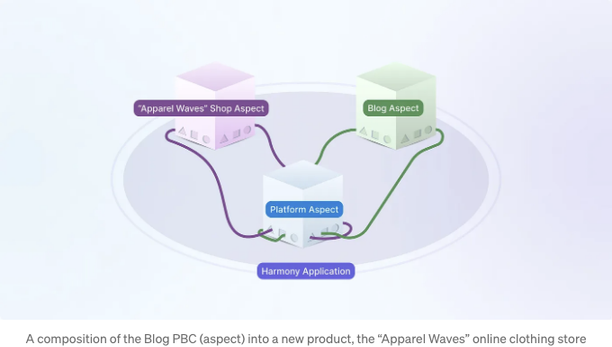 “Apparel Waves” Shop Aspect
Blog Aspect
Platform Aspect
Harmony Application
A composition of the Blog PBC (aspect) into a new product, the “Apparel Waves” online clothing store